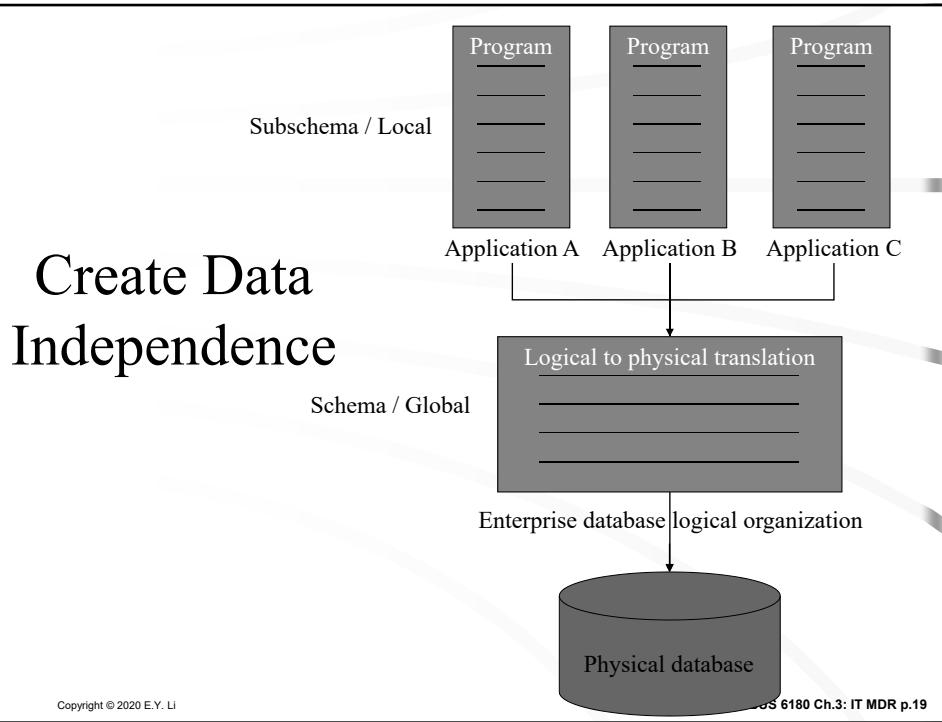 Program
Program
Program
Subschema / Local
Application A
Application B
Application C
Create Data
Independence
Logical to physical translation
Schema / Global
Enterprise database logical organization
Physical database
Copyright © 2020 E.Y. Li
6180 Ch.3: IT MDR p.19